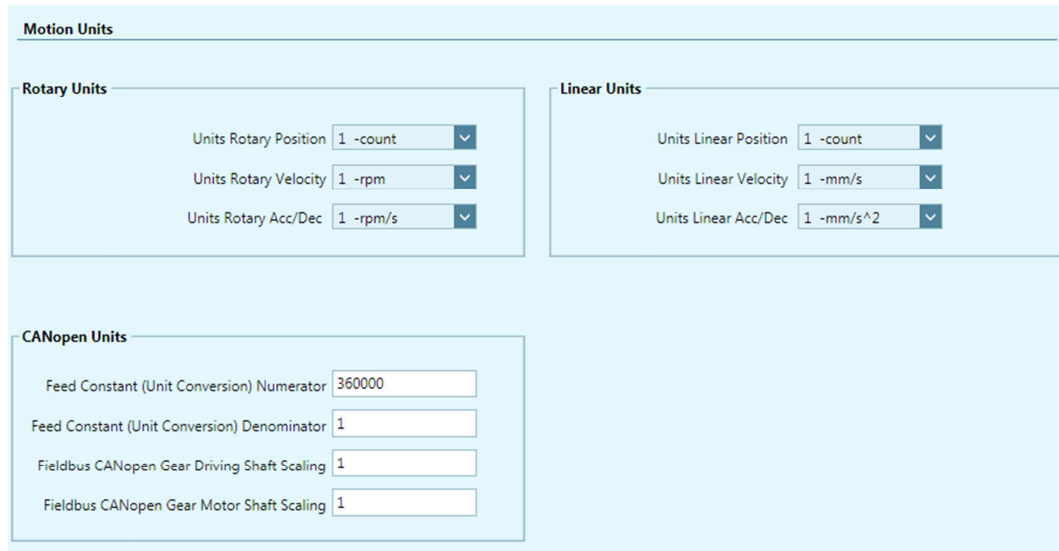 Motion Units
Rotary Units
Units Rotary Position 1 -count
Units Rotary Velocity 1 -rpm
Units Rotary Acc/Dec 1 -rpm/s
Linear Units
Units Linear Position 1 -count
Units Linear Velocity 1 -mm/s
Units Linear Acc/Dec 1 -mm/s^2
CANopen Units
Feed Constant (Unit Conversion) Numerator 360000
Feed Constant (Unit Conversion) Denominator 1
Fieldbus CANopen Gear Driving Shaft Scaling 1
Fieldbus CANopen Gear Motor Shaft Scaling 1